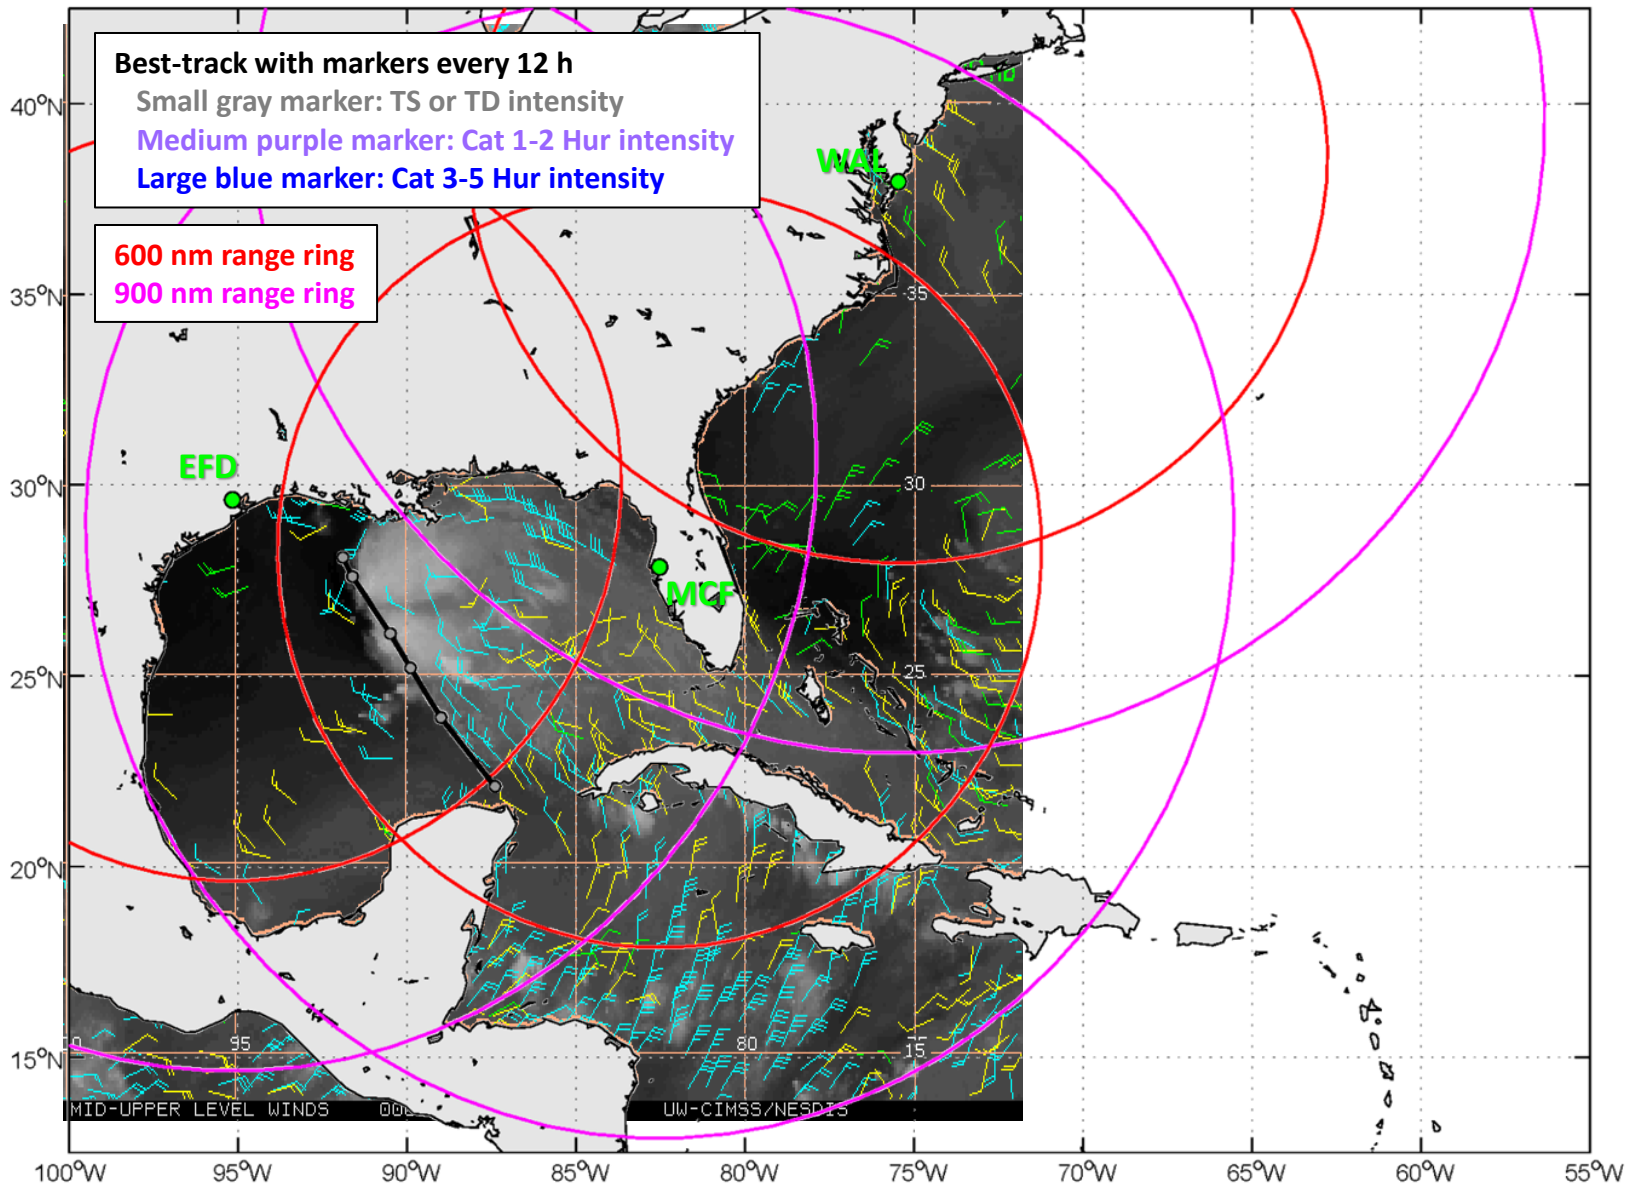 Best-track with markers every 12 h
Small gray marker: TS or TD intensity
Medium purple marker: Cat 1-2 Hur intensity
Large blue marker: Cat 3-5 Hur intensity
600 nm range ring
900 nm range ring
40°N
35°N
30°N
25°N
20°N
15°N
WAL
EFD
MCF
35
30
25
95
80
15
MID-UPPER LEVEL WINDS
UW-CIMSS/NESDIS
100°W
95°W
90°W
85°W
80°W
75°W
70°W
65°W
60°W
55°W